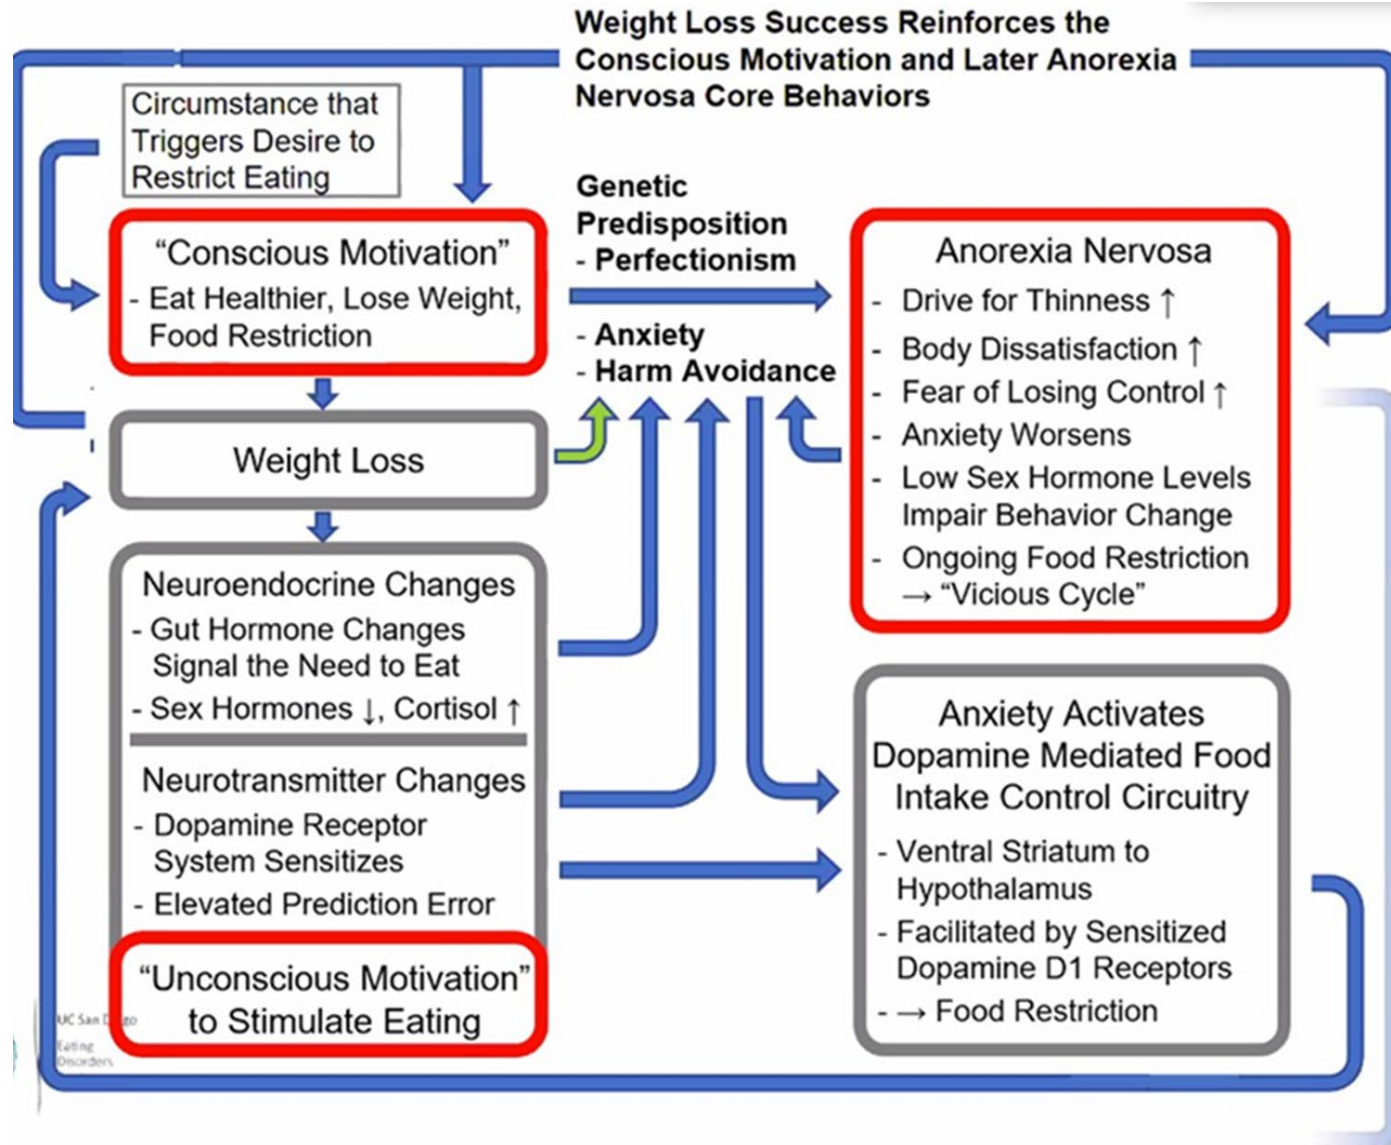 Weight Loss Success Reinforces the
Conscious Motivation and Later Anorexia
Nervosa Core Behaviors
Circumstance that
Triggers Desire to
Restrict Eating
“Conscious Motivation”
- Eat Healthier, Lose Weight,
Food Restriction
Genetic
Predisposition
- Perfectionism
- Anxiety
- Harm Avoidance
Anorexia Nervosa
- Drive for Thinness ↑
- Body Dissatisfaction ↑
- Fear of Losing Control ↑
- Anxiety Worsens
- Low Sex Hormone Levels
Impair Behavior Change
- Ongoing Food Restriction
→ “Vicious Cycle”
Weight Loss
Neuroendocrine Changes
- Gut Hormone Changes
Signal the Need to Eat
- Sex Hormones ↓, Cortisol ↑
Neurotransmitter Changes
- Dopamine Receptor
System Sensitizes
- Elevated Prediction Error
“Unconscious Motivation”
to Stimulate Eating
Anxiety Activates
Dopamine Mediated Food
Intake Control Circuitry
- Ventral Striatum to
Hypothalamus
- Facilitated by Sensitized
Dopamine D1 Receptors
- → Food Restriction
UC San D go
Eating
Disorders